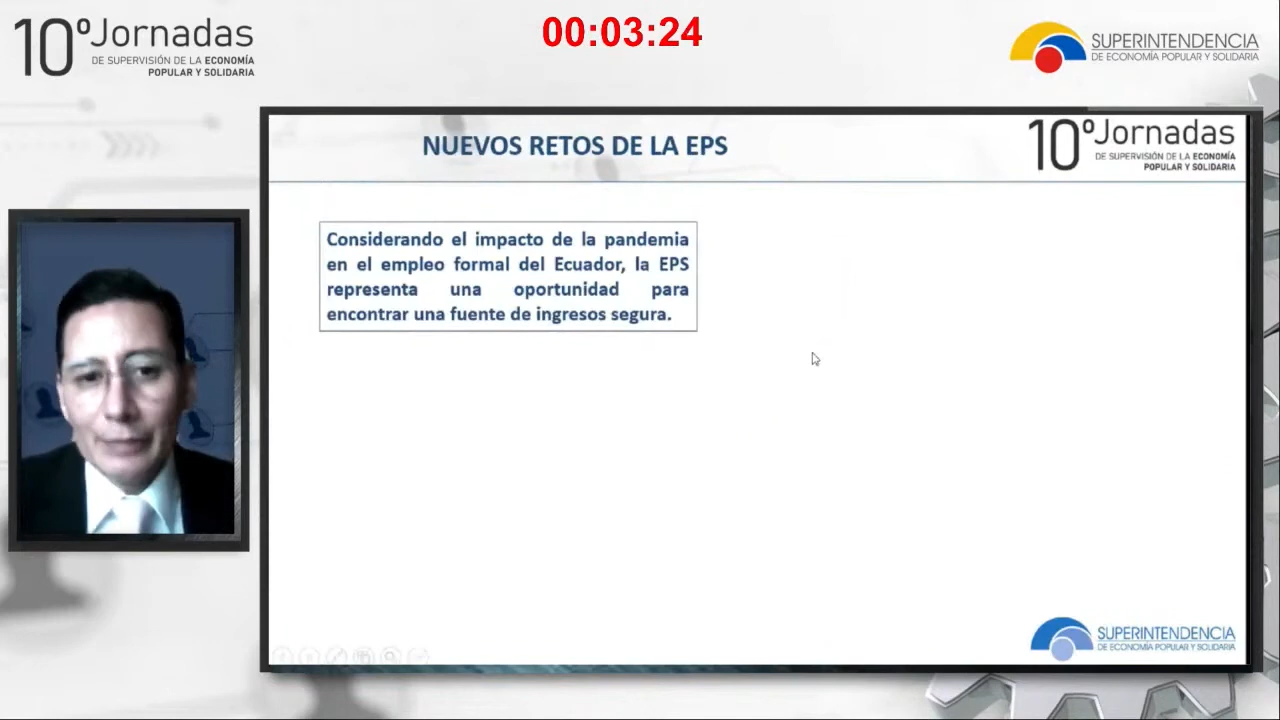 10º Jornadas
DE SUPERVISIÓN DE LA ECONOMÍA
POPULAR Y SOLIDARIA
00:03:24
SUPERINTENDENCIA
DE ECONOMÍA POPULAR Y SOLIDARIA
NUEVOS RETOS DE LA EPS
10º Jornadas
DE SUPERVISIÓN DE LA ECONOMÍA
POPULAR Y SOLIDARIA
Considerando el impacto de la pandemia
en el empleo formal del Ecuador, la EPS
representa una oportunidad para
encontrar una fuente de ingresos segura.
SUPERINTENDENCIA
DE ECONOMÍA POPULAR Y SOLIDARIA